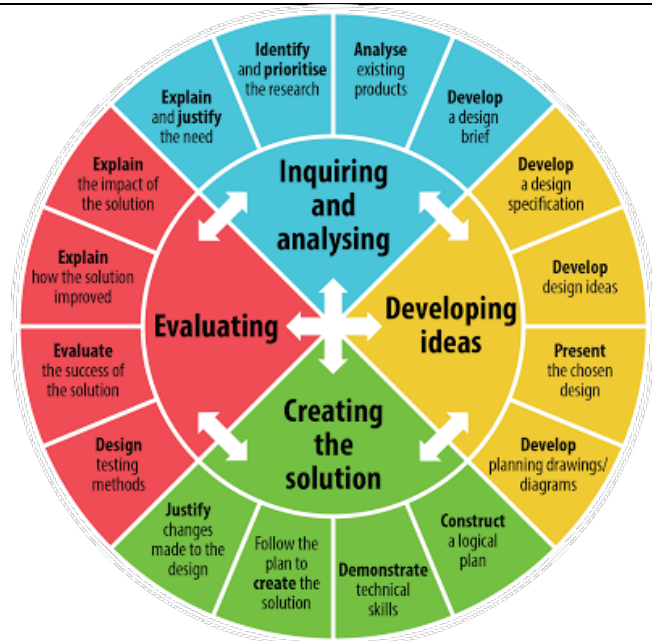 Inquiring
and
analysing
Explain
and justify
the need
Identify
and prioritise
the research
Analyse
existing
products
Develop
a design
brief
Developing
ideas
Develop
a design
specification
Develop
design ideas
Present
the chosen
design
Develop
planning drawings/
diagrams
Creating
the
solution
Construct
a logical
plan
Demonstrate
technical
skills
Follow the
plan to
create the
solution
Justify
changes
made to the
design
Evaluating
Design
testing
methods
Evaluate
the success of
the solution
Explain
how the solution
improved
Explain
the impact of
the solution